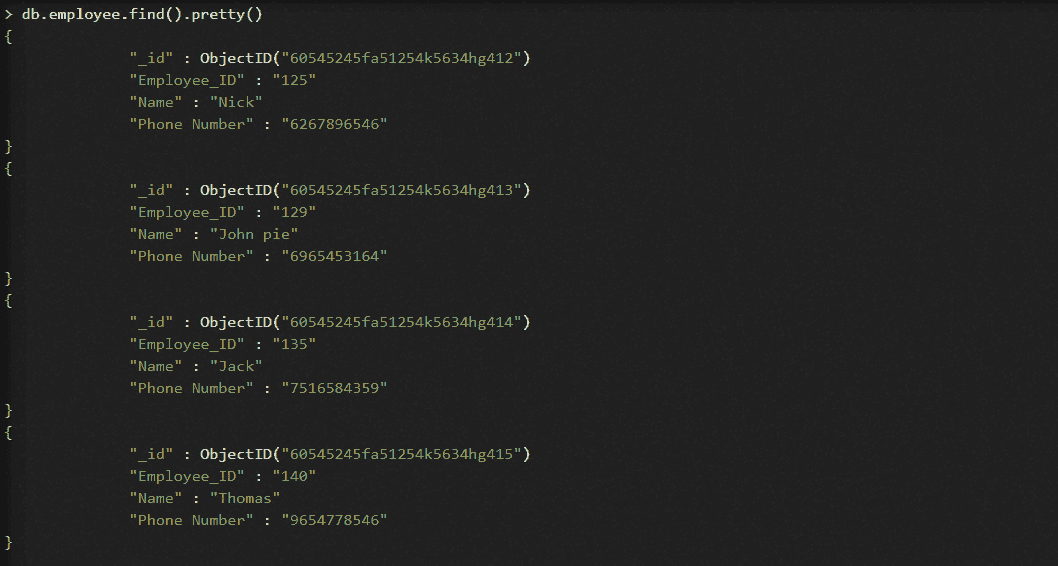 > db.employee.find().pretty()
{
"_id" : ObjectID("60545245fa51254k5634hg412")
"Employee_ID" : "125"
"Name" : "Nick"
"Phone Number" : "6267896546"
}
{
"_id" : ObjectID("60545245fa51254k5634hg413")
"Employee_ID" : "129"
"Name" : "John pie"
"Phone Number" : "6965453164"
}
{
"_id" : ObjectID("60545245fa51254k5634hg414")
"Employee_ID" : "135"
"Name" : "Jack"
"Phone Number" : "7516584359"
}
{
"_id" : ObjectID("60545245fa51254k5634hg415")
"Employee_ID" : "140"
"Name" : "Thomas"
"Phone Number" : "9654778546"
}